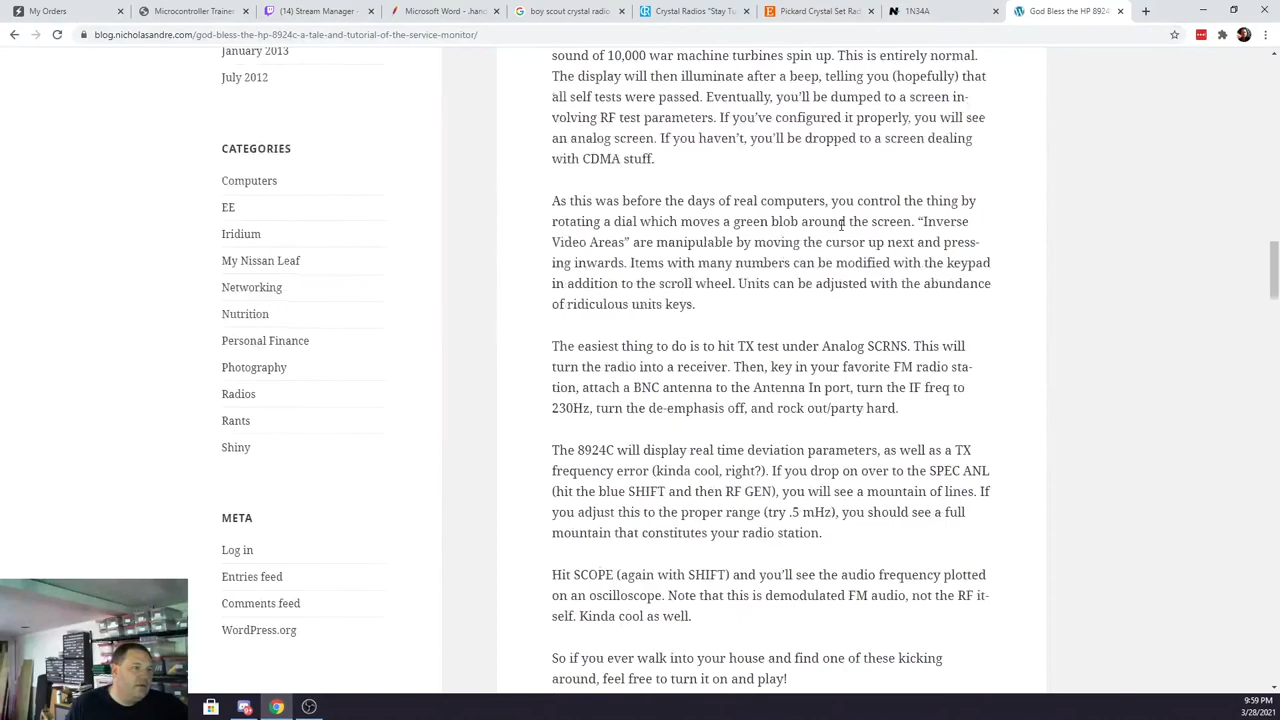 My Orders
Microcontroller Trainer
(14) Stream Manager -
Microsoft Word - .hand
boy scout crystal radio
Crystal Radios "Stay Tu
Pickard Crystal Set Rad
1N34A
God Bless the HP 8924
blog.nicholasandre.com/god-bless-the-hp-8924c-a-tale-and-tutorial-of-the-service-monitor/
January 2013
July 2012
CATEGORIES
Computers
EE
Iridium
My Nissan Leaf
Networking
Nutrition
Personal Finance
Photography
Radios
Rants
Shiny
META
Log in
Entries feed
Comments feed
WordPress.org
sound of 10,000 war machine turbines spin up. This is entirely normal.
The display will then illuminate after a beep, telling you (hopefully) that
all self tests were passed. Eventually, you'll be dumped to a screen in-
volving RF test parameters. If you've configured it properly, you will see
an analog screen. If you haven't, you'll be dropped to a screen dealing
with CDMA stuff.
As this was before the days of real computers, you control the thing by
rotating a dial which moves a green blob around the screen. “Inverse
Video Areas” are manipulable by moving the cursor up next and press-
ing inwards. Items with many numbers can be modified with the keypad
in addition to the scroll wheel. Units can be adjusted with the abundance
of ridiculous units keys.
The easiest thing to do is to hit TX test under Analog SCRNS. This will
turn the radio into a receiver. Then, key in your favorite FM radio sta-
tion, attach a BNC antenna to the Antenna In port, turn the IF freq to
230Hz, turn the de-emphasis off, and rock out/party hard.
The 8924C will display real time deviation parameters, as well as a TX
frequency error (kinda cool, right?). If you drop on over to the SPEC ANL
(hit the blue SHIFT and then RF GEN), you will see a mountain of lines. If
you adjust this to the proper range (try .5 mHz), you should see a full
mountain that constitutes your radio station.
Hit SCOPE (again with SHIFT) and you'll see the audio frequency plotted
on an oscilloscope. Note that this is demodulated FM audio, not the RF it-
self. Kinda cool as well.
So if you ever walk into your house and find one of these kicking
around, feel free to turn it on and play!
9:59 PM
3/28/2021